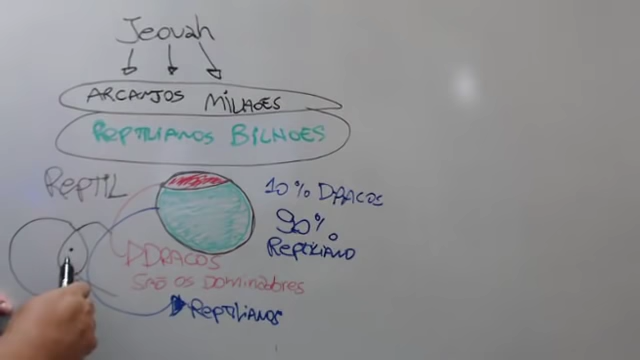 Jeovah
ARCANJOS MILHOES
REPTILIANOS BILHOES
REPTIL
10% DRACOS
90%
REPTILIANO
DRACOS
SÃO OS DOMINADORES
REPTILIANOS